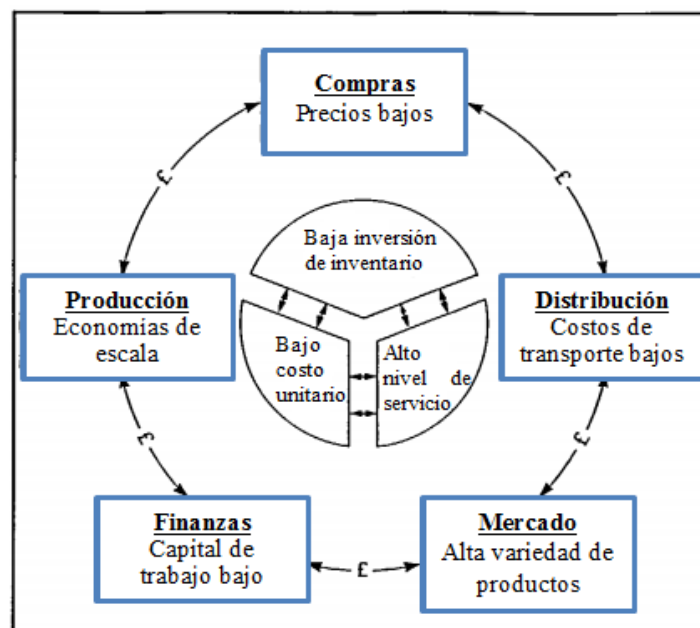 Compras
Precios bajos
£
£
Baja inversión
de inventario
Producción
Economías de
escala
Distribución
Costos de
transporte bajos
Bajo
costo
unitario
Alto
nivel de
servicio
£
£
Finanzas
Capital de
trabajo bajo
£
Mercado
Alta variedad de
productos